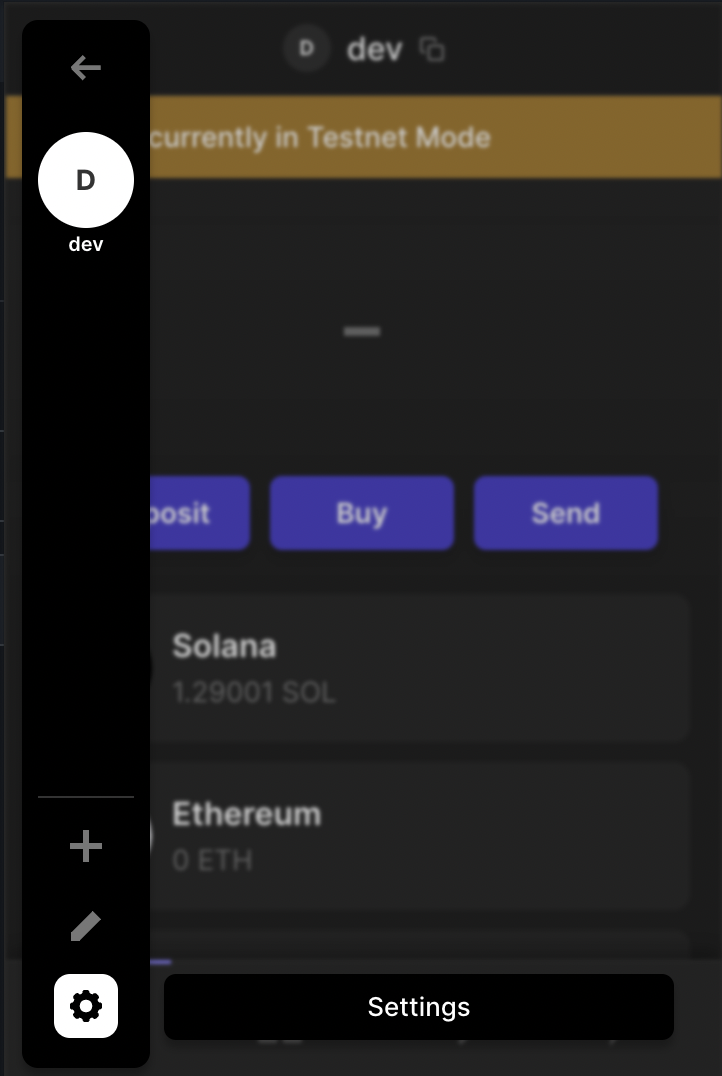 D dev
currently in Testnet Mode
D
dev
–
posit
Buy
Send
Solana
1.29001 SOL
Ethereum
0 ETH
Settings